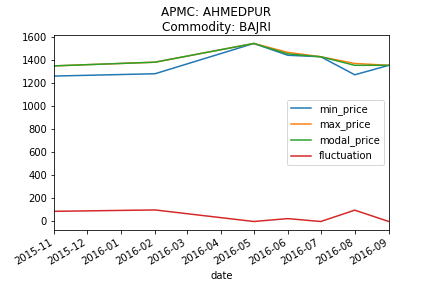 APMC: AHMEDPUR
Commodity: BAJRI
1600
1400
1200
1000
800
600
400
200
0
min_price
max_price
modal_price
fluctuation
2015-11
2015-12
2016-01
2016-02
2016-03
2016-04
2016-05
2016-06
2016-07
2016-08
2016-09
date